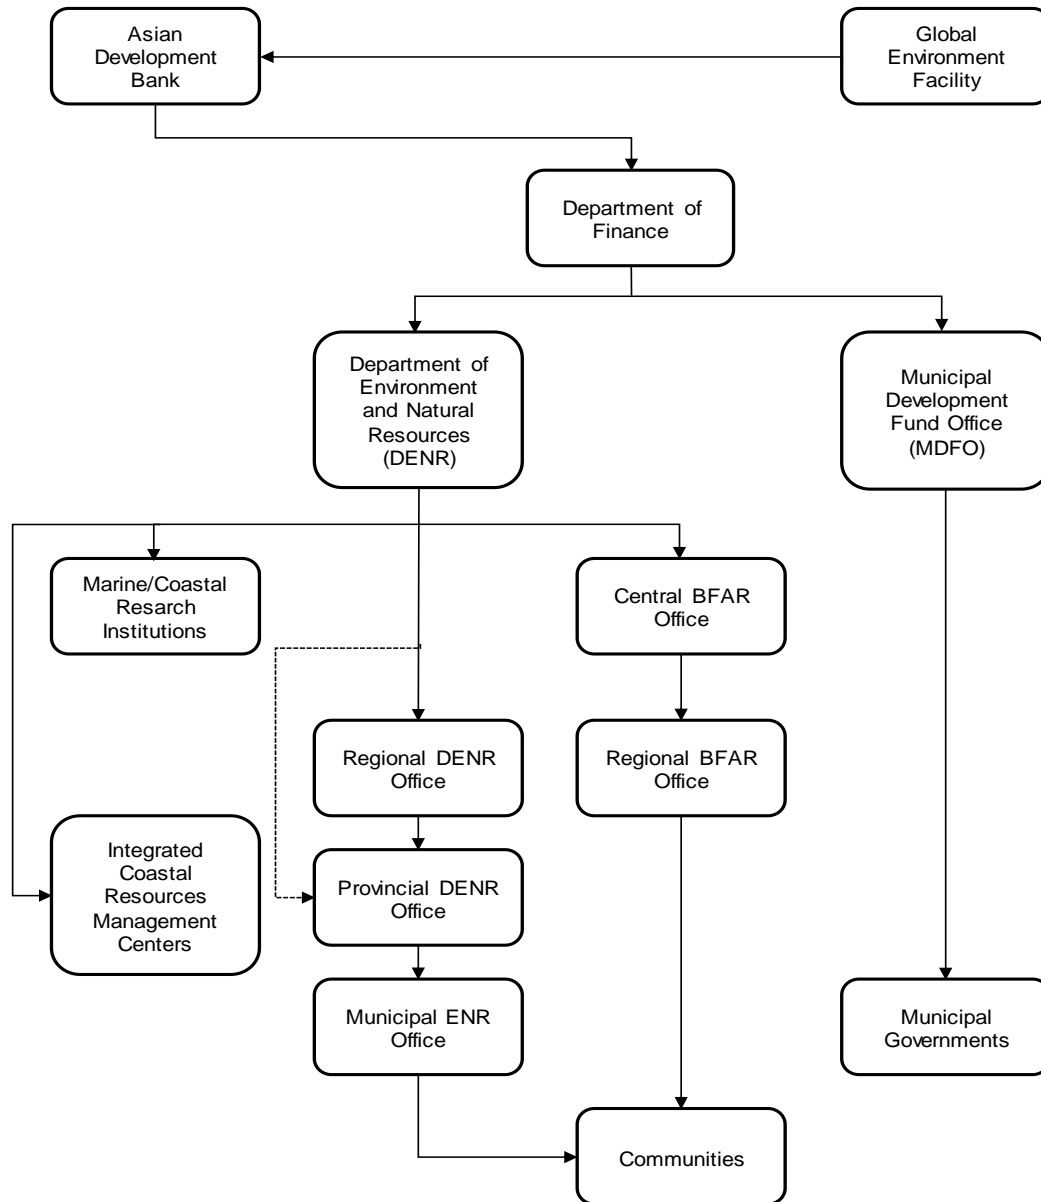 Asian
Development
Bank
Global
Environment
Facility
Department of
Finance
Department of
Environment
and Natural
Resources
(DENR)
Municipal
Development
Fund Office
(MDFO)
Marine/Coastal
Resarch
Institutions
Central BFAR
Office
Regional DENR
Office
Regional BFAR
Office
Integrated
Coastal
Resources
Management
Centers
Provincial DENR
Office
Municipal ENR
Office
Municipal
Governments
Communities